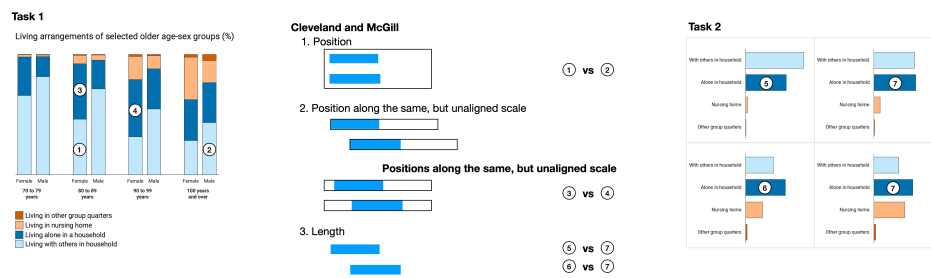 Task 1
Living arrangements of selected older age-sex groups (%)
3
4
1
2
Female Male Female Male Female Male Female Male
70 to 79 years 80 to 89 years 90 to 99 years 100 years and over
Living in other group quarters
Living in nursing home
Living alone in a household
Living with others in household
Cleveland and McGill
1. Position
1 vs 2
2. Position along the same, but unaligned scale
Positions along the same, but unaligned scale
3 vs 4
3. Length
5 vs 7
6 vs 7
Task 2
With others in household
Alone in household
5
Nursing home
Other group quarters
With others in household
Alone in household
7
Nursing home
Other group quarters
With others in household
Alone in household
6
Nursing home
Other group quarters
With others in household
Alone in household
7
Nursing home
Other group quarters